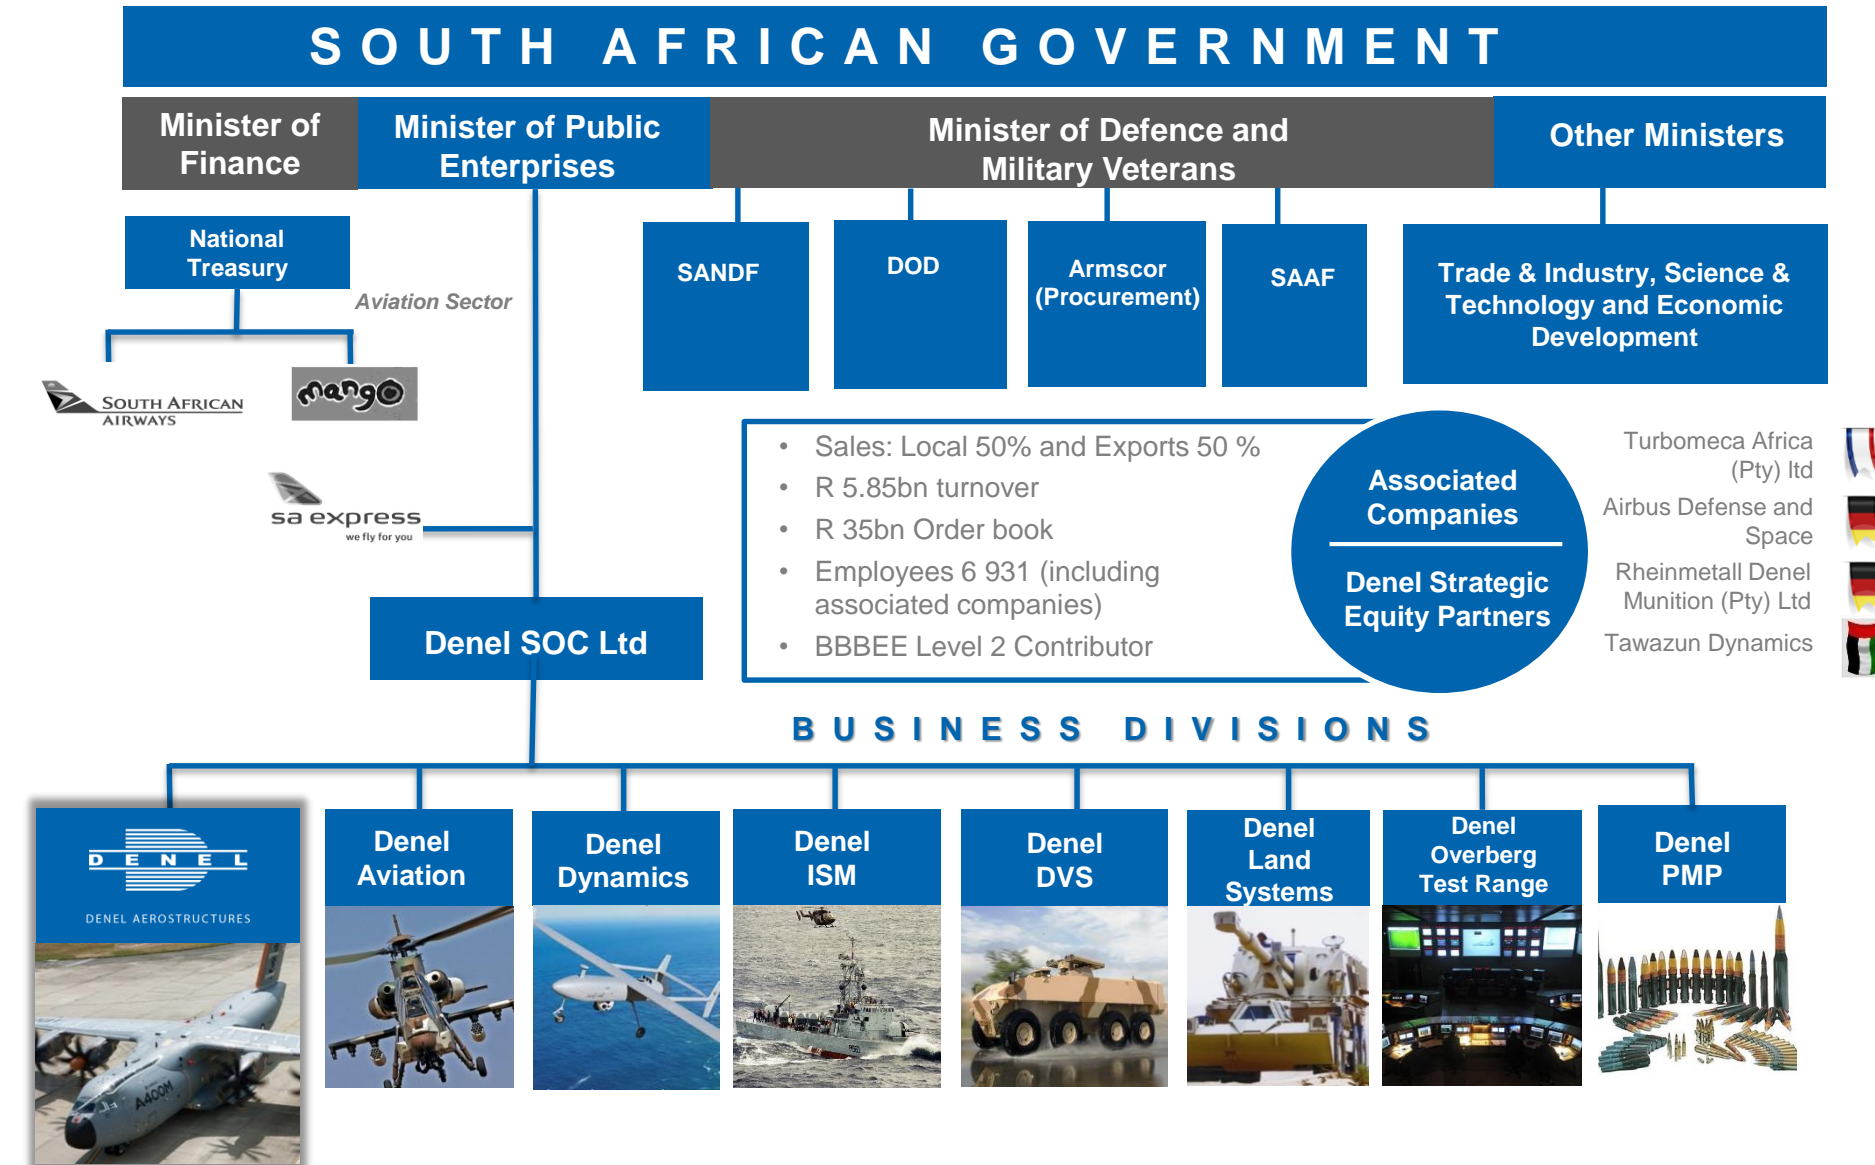 SOUTH AFRICAN GOVERNMENT
Minister of
Finance
Minister of Public
Enterprises
Minister of Defence and
Military Veterans
Other Ministers
National
Treasury
Aviation Sector
SOUTH AFRICAN
AIRWAYS
mango
sa express
we fly for you
SANDF
DOD
Armscor
(Procurement)
SAAF
Trade & Industry, Science &
Technology and Economic
Development
• Sales: Local 50% and Exports 50 %
• R 5.85bn turnover
• R 35bn Order book
• Employees 6 931 (including
associated companies)
• BBBEE Level 2 Contributor
Associated
Companies
Denel Strategic
Equity Partners
Turbomeca Africa
(Pty) ltd
Airbus Defense and
Space
Rheinmetall Denel
Munition (Pty) Ltd
Tawazun Dynamics
Denel SOC Ltd
BUSINESS DIVISIONS
DENEL
DENEL AEROSTRUCTURES
Denel
Aviation
Denel
Dynamics
Denel
ISM
Denel
DVS
Denel
Land
Systems
Denel
Overberg
Test Range
Denel
PMP
A400M